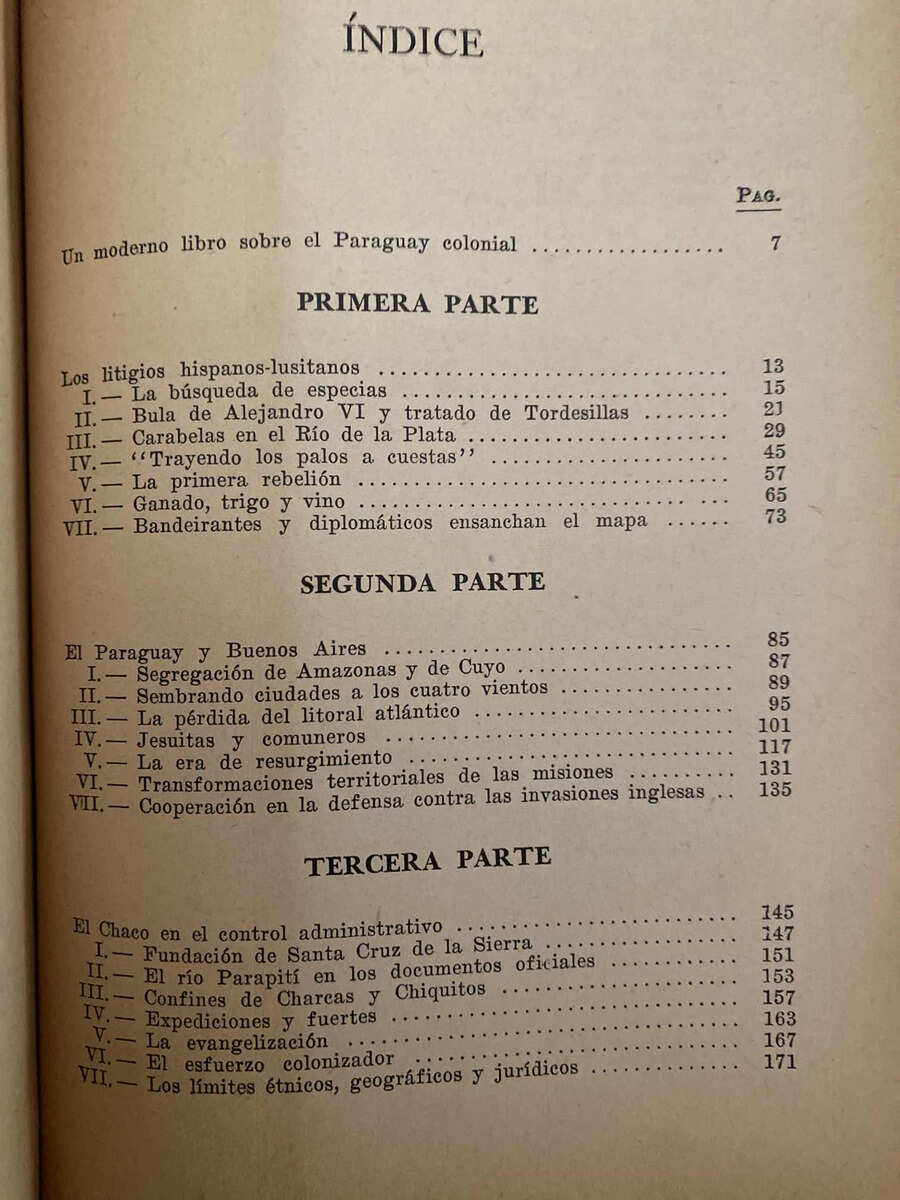 ÍNDICE
PAG.
Un moderno libro sobre el Paraguay colonial .................. 7
PRIMERA PARTE
Los litigios hispanos-lusitanos .............................. 13
I.— La búsqueda de especias ............................ 15
II.— Bula de Alejandro VI y tratado de Tordesillas ........ 21
III.— Carabelas en el Río de la Plata ....................... 29
IV.— "Trayendo los palos a cuestas" ..................... 45
V.— La primera rebelión ................................ 57
VI.— Ganado, trigo y vino ............................ ... 65
VII.— Bandeirantes y diplomáticos ensanchan el mapa ...... 73
SEGUNDA PARTE
El Paraguay y Buenos Aires .............................. 85
I.— Segregación de Amazonas y de Cuyo ................... 87
II.— Sembrando ciudades a los cuatro vientos ............... 89
III.— La pérdida del litoral atlántico ....................... 95
IV.— Jesuitas y comuneros .............................. 101
V.— La era de resurgimiento ............................ 117
VI.— Transformaciones territoriales de las misiones .......... 131
VII.— Cooperación en la defensa contra las invasiones inglesas .. 135
TERCERA PARTE
El Chaco en el control administrativo ........................ 145
I.— Fundación de Santa Cruz de la Sierra ................. 147
II.— El río Parapití en los documentos oficiales ............ 151
III.— Confines de Charcas y Chiquitos ..................... 153
IV.— Expediciones y fuertes .............................. 157
V.— La evangelización ................................. 163
VI.— El esfuerzo colonizador ............................ 167
VII.— Los límites étnicos, geográficos y jurídicos .............. 171